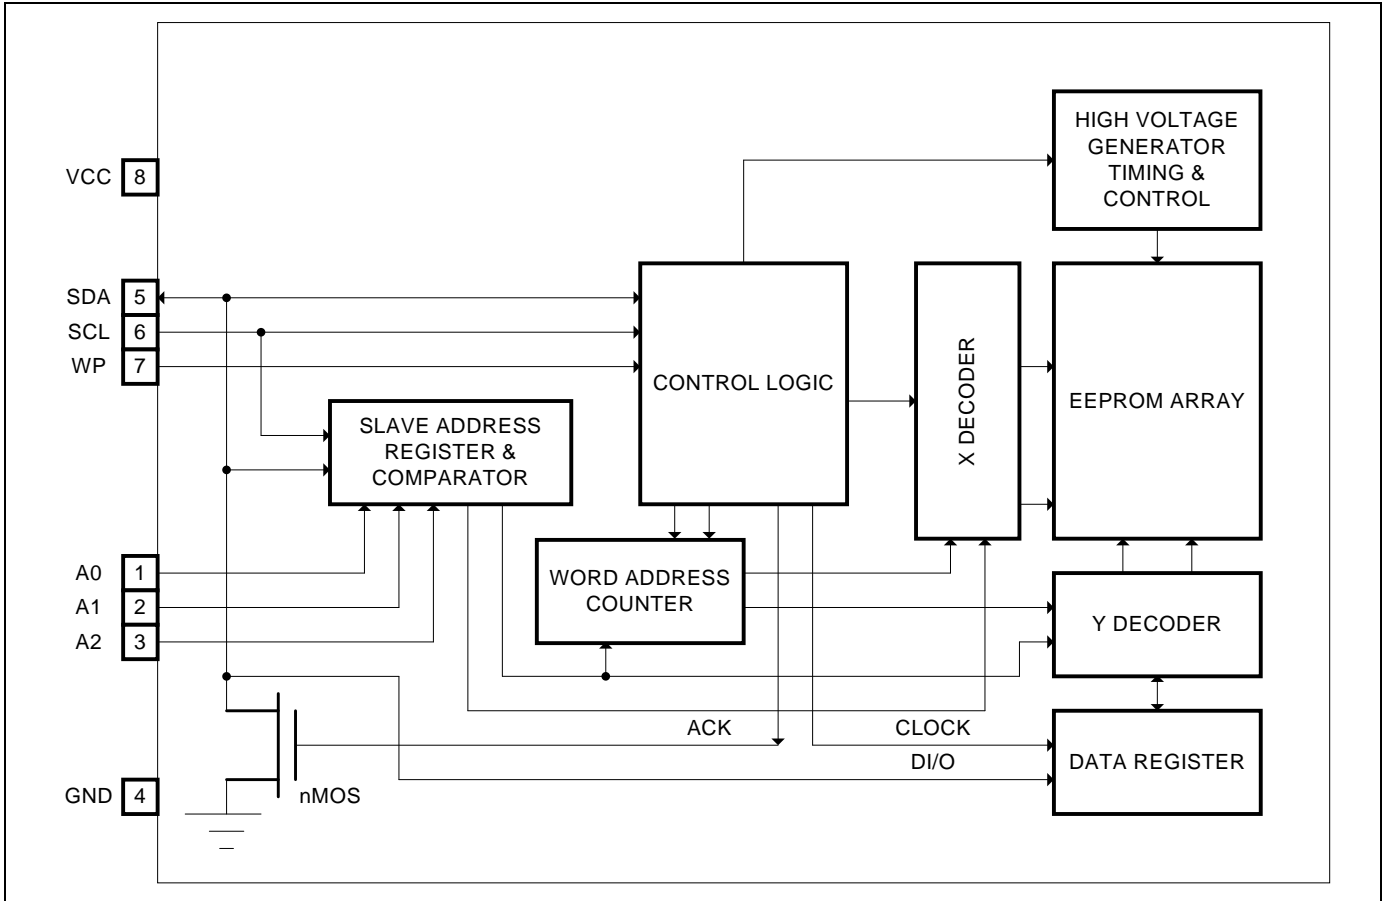 HIGH VOLTAGE
GENERATOR
TIMING &
CONTROL
VCC 8
SDA 5
SCL 6
WP 7
CONTROL LOGIC
X DECODER
EEPROM ARRAY
SLAVE ADDRESS
REGISTER &
COMPARATOR
A0 1
A1 2
A2 3
WORD ADDRESS
COUNTER
Y DECODER
ACK
CLOCK
DI/O
DATA REGISTER
GND 4
nMOS